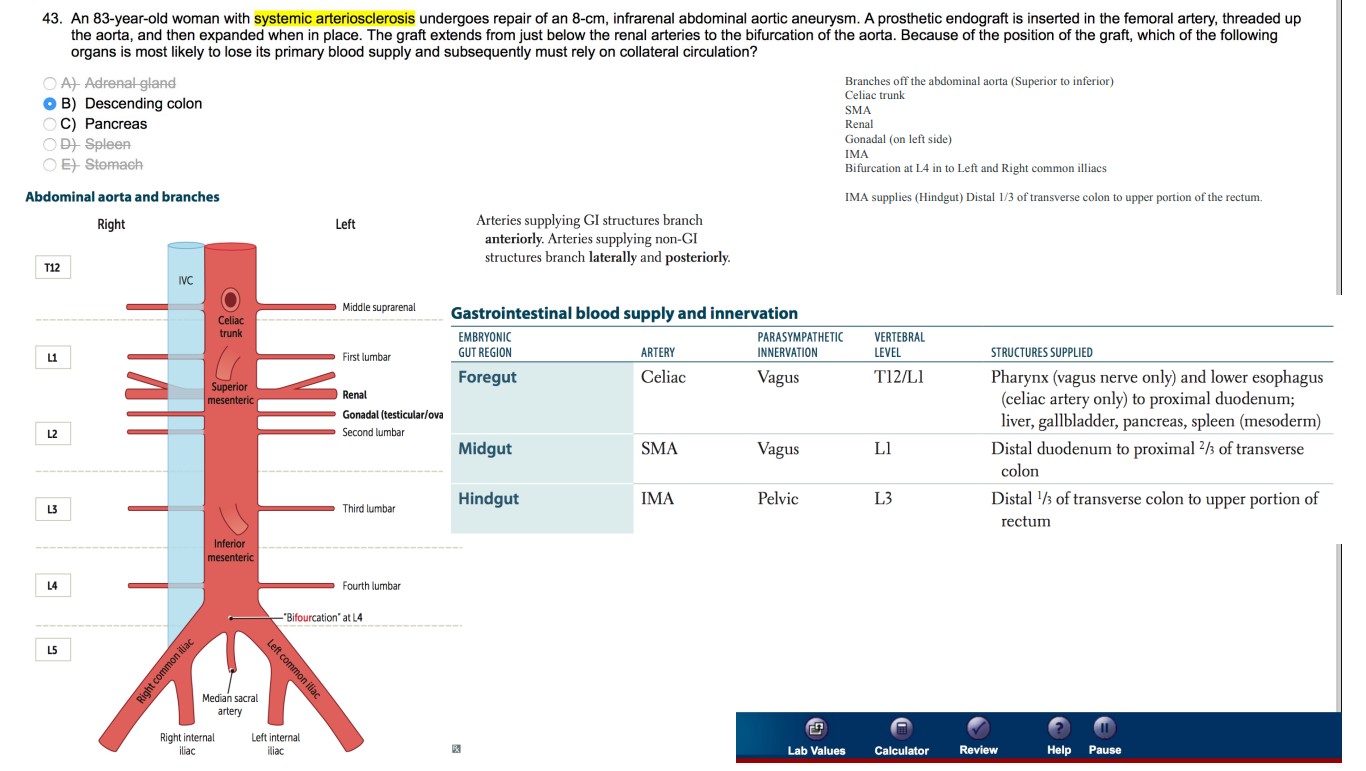 43. An 83-year-old woman with systemic arteriosclerosis undergoes repair of an 8-cm, infrarenal abdominal aortic aneurysm. A prosthetic endograft is inserted in the femoral artery, threaded up
the aorta, and then expanded when in place. The graft extends from just below the renal arteries to the bifurcation of the aorta. Because of the position of the graft, which of the following
organs is most likely to lose its primary blood supply and subsequently must rely on collateral circulation?
A) Adrenal gland
B) Descending colon
C) Pancreas
D) Spleen
E) Stomach
Branches off the abdominal aorta (Superior to inferior)
Celiac trunk
SMA
Renal
Gonadal (on left side)
IMA
Bifurcation at L4 in to Left and Right common illiacs
IMA supplies (Hindgut) Distal 1/3 of transverse colon to upper portion of the rectum.
Abdominal aorta and branches
Right
Left
T12
IVC
Middle suprarenal
Celiac
trunk
L1
First lumbar
Superior
mesenteric
Renal
Gonadal (testicular/ova
L2
Second lumbar
L3
Third lumbar
Inferior
mesenteric
L4
Fourth lumbar
"Bifourcation" at L4
L5
Right common iliac
Left common iliac
Median sacral
artery
Right internal
iliac
Left internal
iliac
Arteries supplying GI structures branch
anteriorly. Arteries supplying non-GI
structures branch laterally and posteriorly.
Gastrointestinal blood supply and innervation
EMBRYONIC
GUT REGION
ARTERY
PARASYMPATHETIC
INNERVATION
VERTEBRAL
LEVEL
STRUCTURES SUPPLIED
Foregut
Celiac
Vagus
T12/L1
Pharynx (vagus nerve only) and lower esophagus
(celiac artery only) to proximal duodenum;
liver, gallbladder, pancreas, spleen (mesoderm)
Midgut
SMA
Vagus
L1
Distal duodenum to proximal 2/3 of transverse
colon
Hindgut
IMA
Pelvic
L3
Distal 1/3 of transverse colon to upper portion of
rectum
Lab Values
Calculator
Review
Help
Pause